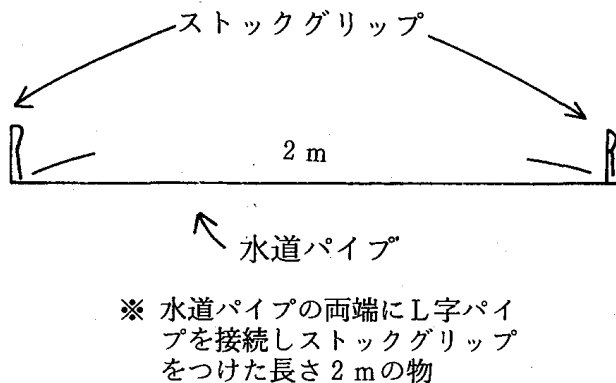 ストックグリップ
2 m
水道パイプ
※ 水道パイプの両端にL字パイ
プを接続しストックグリップ
をつけた長さ2mの物